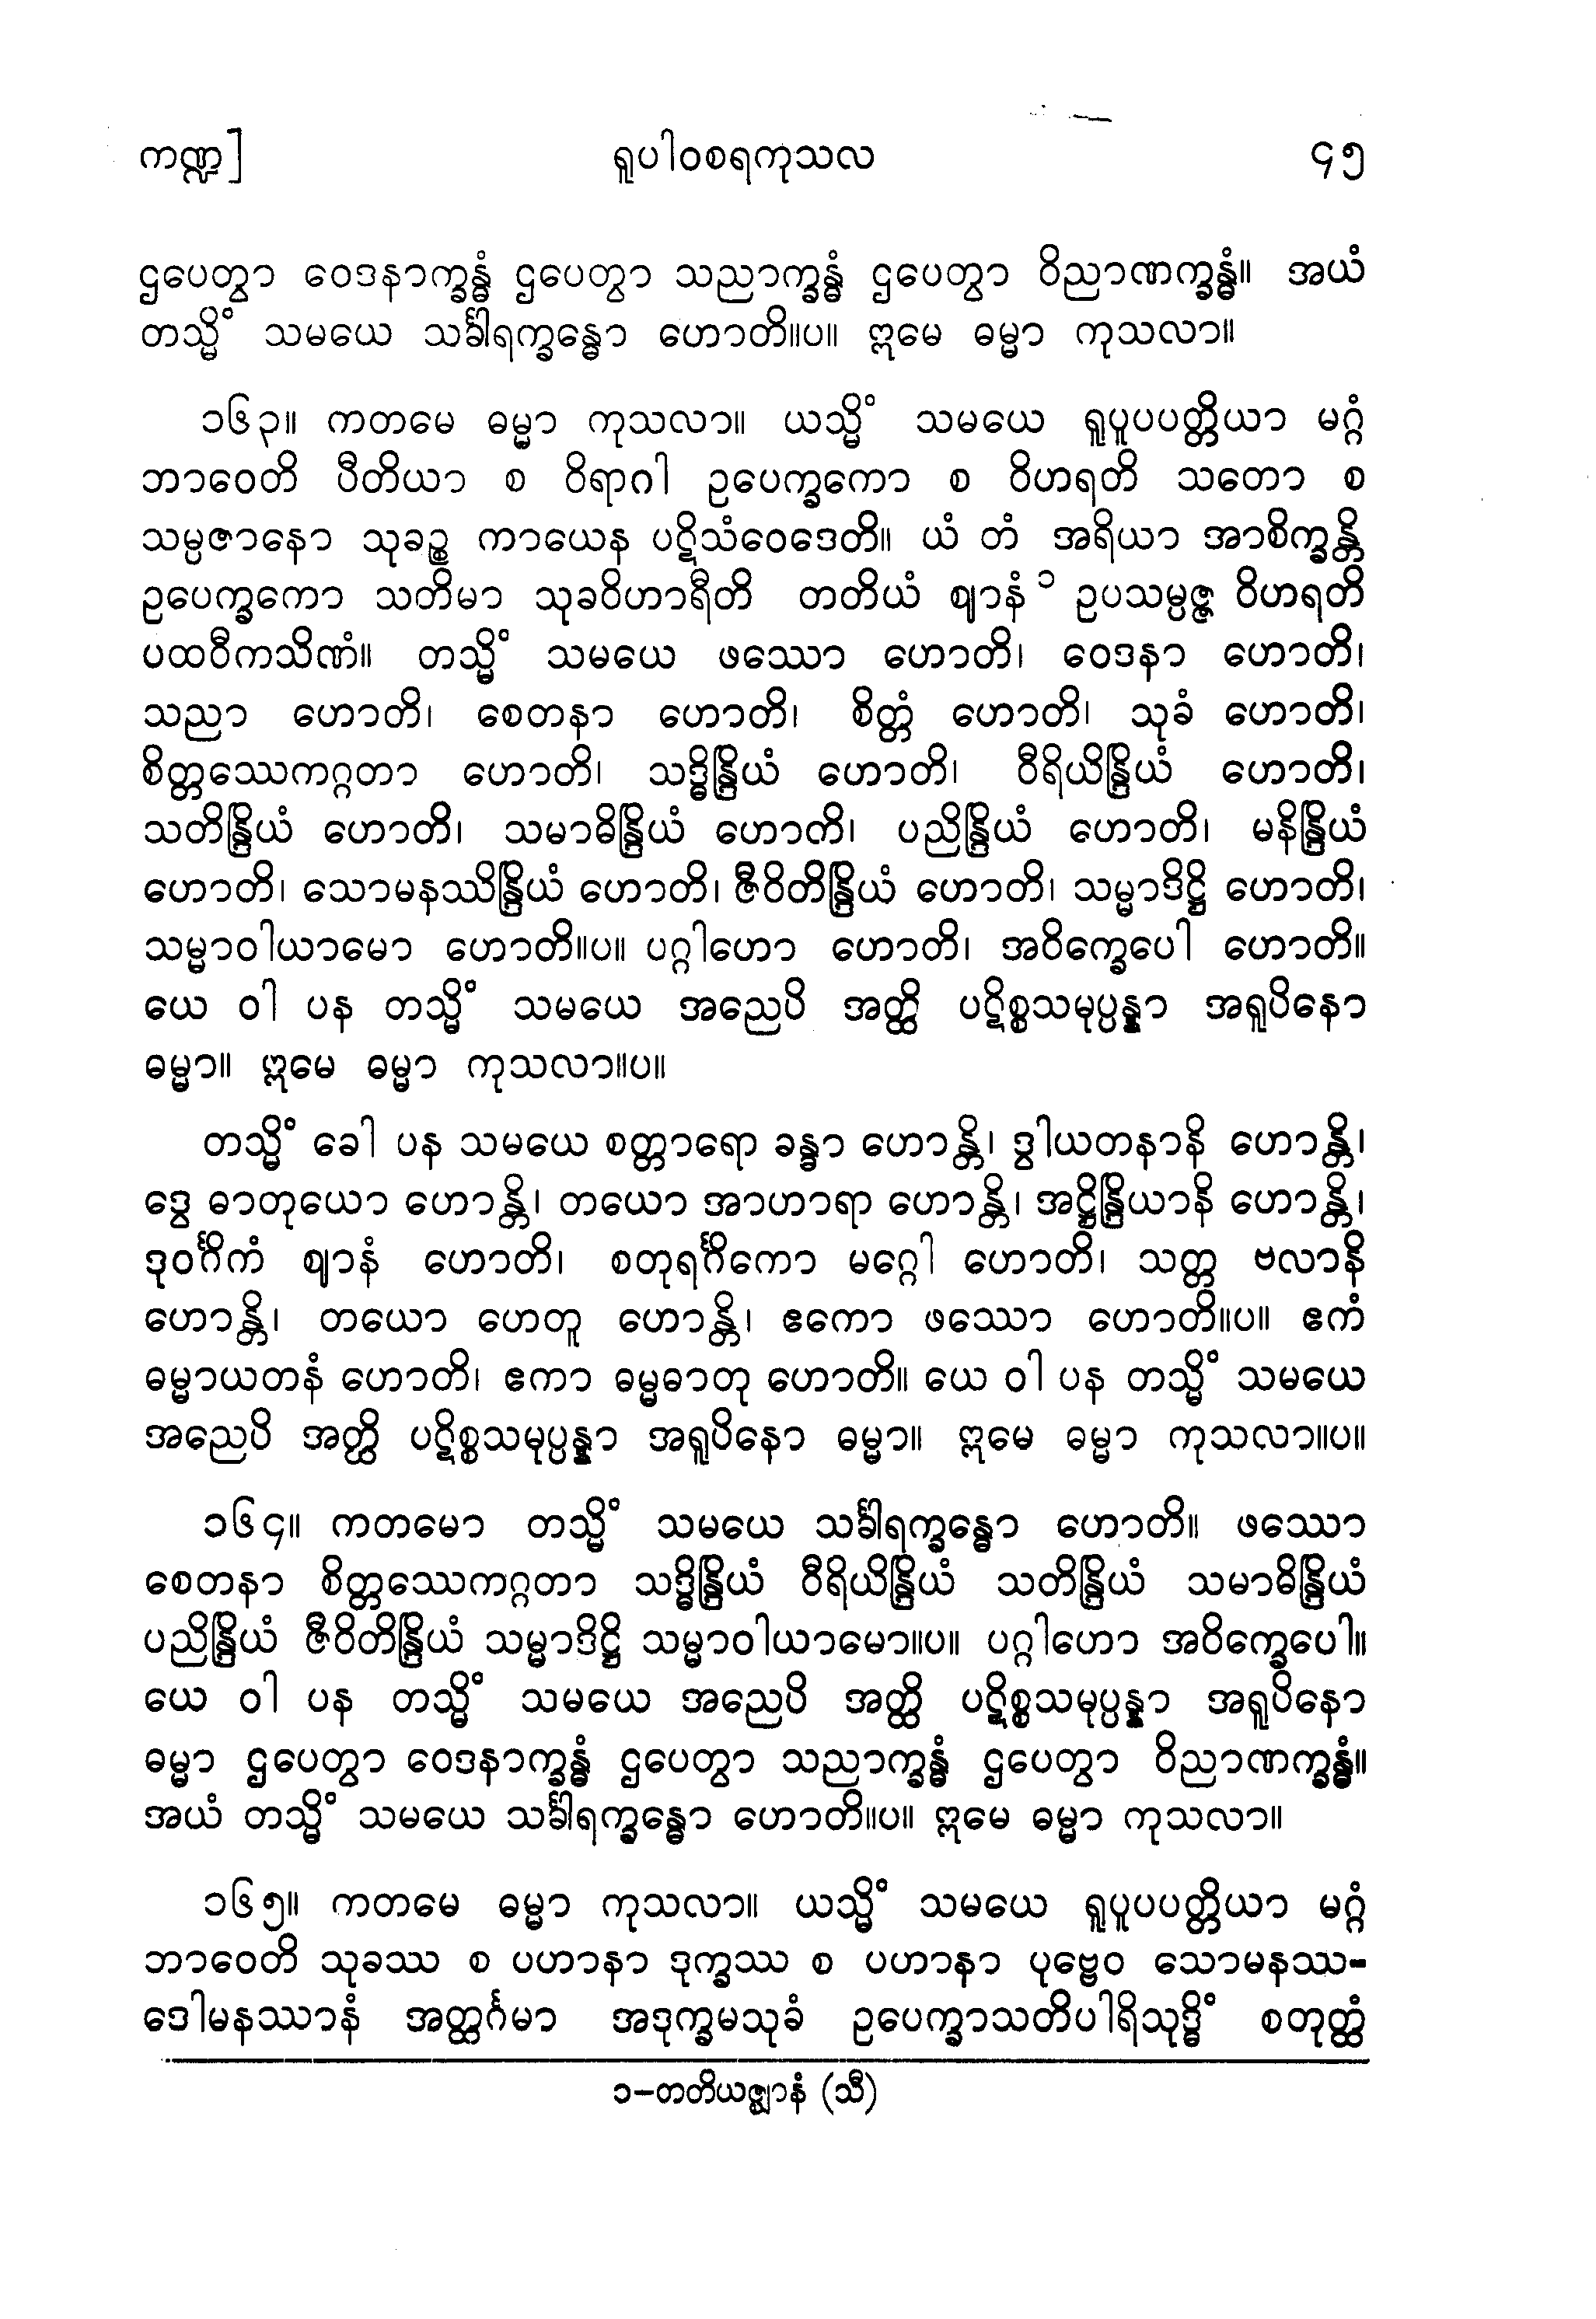 ကဏ္ဍ] ရူပါဝစရကုသလ ၄၅
ဌပေတွာ ဝေဒနာက္ခန္ဓံ ဌပေတွာ သညာက္ခန္ဓံ ဌပေတွာ ဝိညာဏက္ခန္ဓံ။ အယံ
တသ္မိံ သမယေ သင်္ခါရက္ခန္ဓော ဟောတိ။ပ။ ဣမေ ဓမ္မာ ကုသလာ။
၁၆၃။ ကတမေ ဓမ္မာ ကုသလာ။ ယသ္မိံ သမယေ ရူပူပပတ္တိယာ မဂ္ဂံ
ဘာဝေတိ ပီတိယာ စ ဝိရာဂါ ဥပေက္ခကော စ ဝိဟရတိ သတော စ
သမ္ပဇာနော သုခဉ္စ ကာယေန ပဋိသံဝေဒေတိ။ ယံ တံ အရိယာ အာစိက္ခန္တိ
ဥပေက္ခကော သတိမာ သုခဝိဟာရီတိ တတိယံ ဈာနံ ၁ ဥပသမ္ပဇ္ဇ ဝိဟရတိ
ပထဝီကသိဏံ။ တသ္မိံ သမယေ ဖဿော ဟောတိ၊ ဝေဒနာ ဟောတိ၊
သညာ ဟောတိ၊ စေတနာ ဟောတိ၊ စိတ္တံ ဟောတိ၊ သုခံ ဟောတိ၊
စိတ္တဿေကဂ္ဂတာ ဟောတိ၊ သဒ္ဓိန္ဒြိယံ ဟောတိ၊ ဝီရိယိန္ဒြိယံ ဟောတိ၊
သတိန္ဒြိယံ ဟောတိ၊ သမာဓိန္ဒြိယံ ဟောကိ၊ ပညိန္ဒြိယံ ဟောတိ၊ မနိန္ဒြိယံ
ဟောတိ၊ သောမနဿိန္ဒြိယံ ဟောတိ၊ ဇီဝိတိန္ဒြိယံ ဟောတိ၊ သမ္မာဒိဋ္ဌိ ဟောတိ၊
သမ္မာဝါယာမော ဟောတိ။ပ။ ပဂ္ဂါဟော ဟောတိ၊ အဝိက္ခေပေါ ဟောတိ။
ယေ ဝါ ပန တသ္မိံ သမယေ အညေပိ အတ္ထိ ပဋိစ္စသမုပ္ပန္နာ အရူပိနော
ဓမ္မာ။ ဣမေ ဓမ္မာ ကုသလာ။ပ။
တသ္မိံ ခေါ ပန သမယေ စတ္တာရော ခန္ဓာ ဟောန္တိ၊ ဒွါယတနာနိ ဟောန္တိ၊
ဒွေ ဓာတုယော ဟောန္တိ၊ တယော အာဟာရာ ဟောန္တိ၊ အဋ္ဌိန္ဒြိယာနိ ဟောန္တိ၊
ဒုဝင်္ဂိကံ ဈာနံ ဟောတိ၊ စတုရင်္ဂိကော မဂ္ဂေါ ဟောတိ၊ သတ္တ ဗလာနိ
ဟောန္တိ၊ တယော ဟေတူ ဟောန္တိ၊ ဧကော ဖဿော ဟောတိ။ပ။ ဧကံ
ဓမ္မာယတနံ ဟောတိ၊ ဧကာ ဓမ္မဓာတု ဟောတိ။ ယေ ဝါ ပန တသ္မိံ သမယေ
အညေပိ အတ္ထိ ပဋိစ္စသမုပ္ပန္နာ အရူပိနော ဓမ္မာ။ ဣမေ ဓမ္မာ ကုသလာ။ပ။
၁၆၄။ ကတမော တသ္မိံ သမယေ သင်္ခါရက္ခန္ဓော ဟောတိ။ ဖဿော
စေတနာ စိတ္တဿေကဂ္ဂတာ သဒ္ဓိန္ဒြိယံ ဝီရိယိန္ဒြိယံ သတိန္ဒြိယံ သမာဓိန္ဒြိယံ
ပညိန္ဒြိယံ ဇီဝိတိန္ဒြိယံ သမ္မာဒိဋ္ဌိ သမ္မာဝါယာမော။ပ။ ပဂ္ဂါဟော အဝိက္ခေပေါ။
ယေ ဝါ ပန တသ္မိံ သမယေ အညေပိ အတ္ထိ ပဋိစ္စသမုပ္ပန္နာ အရူပိနော
ဓမ္မာ ဌပေတွာ ဝေဒနာက္ခန္ဓံ ဌပေတွာ သညာက္ခန္ဓံ ဌပေတွာ ဝိညာဏက္ခန္ဓံ။
အယံ တသ္မိံ သမယေ သင်္ခါရက္ခန္ဓော ဟောတိ။ပ။ ဣမေ ဓမ္မာ ကုသလာ။
၁၆၅။ ကတမေ ဓမ္မာ ကုသလာ။ ယသ္မိံ သမယေ ရူပူပပတ္တိယာ မဂ္ဂံ
ဘာဝေတိ သုခဿ စ ပဟာနာ ဒုက္ခဿ စ ပဟာနာ ပုဗ္ဗေဝ သောမနဿ-
ဒေါမနဿာနံ အတ္ထင်္ဂမာ အဒုက္ခမသုခံ ဥပေက္ခာသတိပါရိသုဒ္ဓိံ စတုတ္ထံ
၁-တတိယဇ္ဈာနံ (သီ)